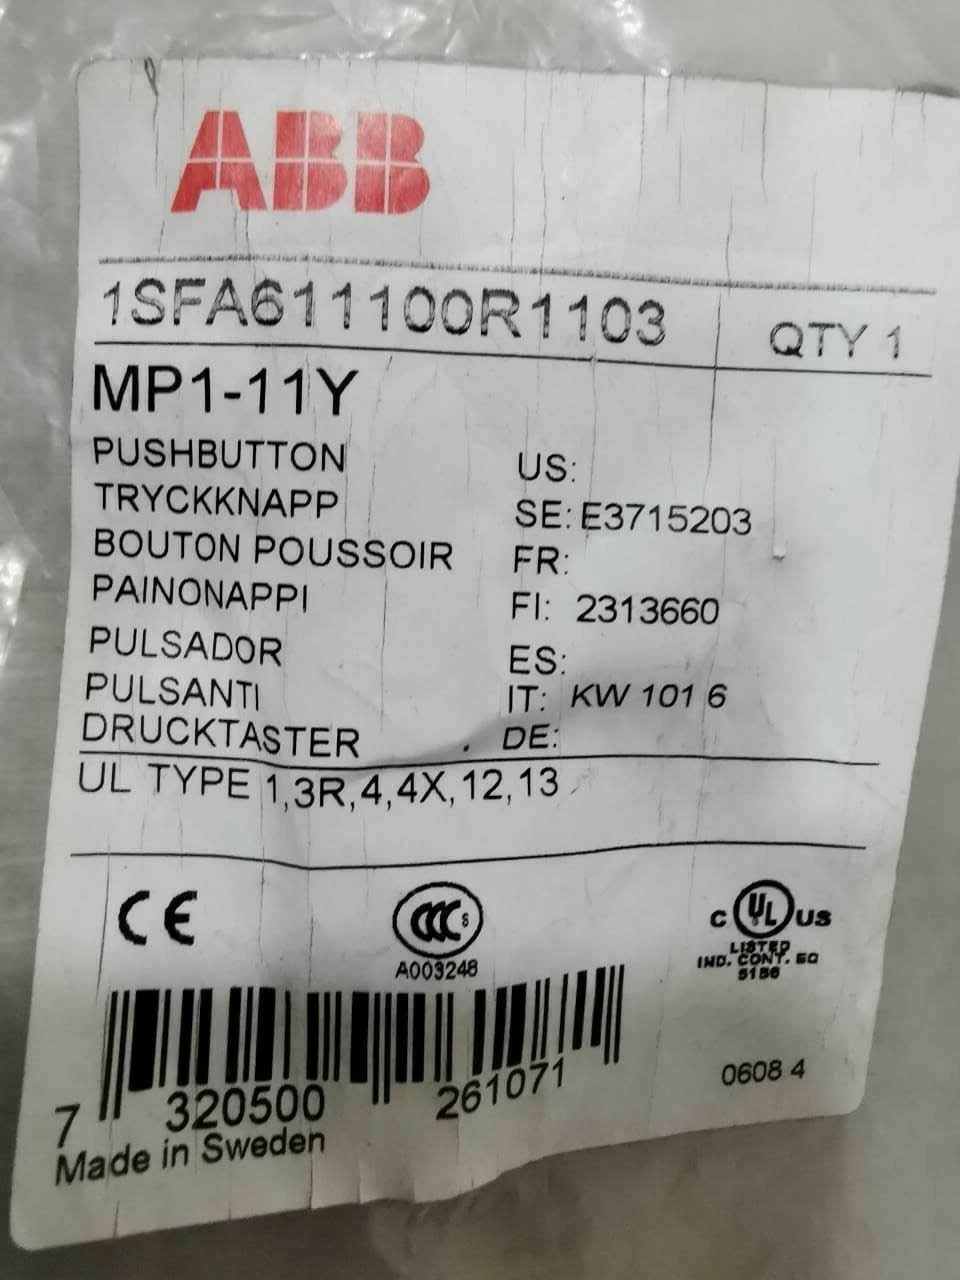 ABB
1SFA611100R1103
QTY 1
MP1-11Y
PUSHBUTTON
US:
TRYCKKNAPP
SE: E3715203
BOUTON POUSSOIR
FR:
PAINONAPPI
FI: 2313660
PULSADOR
ES:
PULSANTI
IT: KW 101 6
DRUCKTASTER
DE:
UL TYPE 1,3R,4,4X,12,13
CE
CCC S
A003248
C UL US
LISTED
IND. CONT. EQ
5156
7 320500 261071
0608 4
Made in Sweden